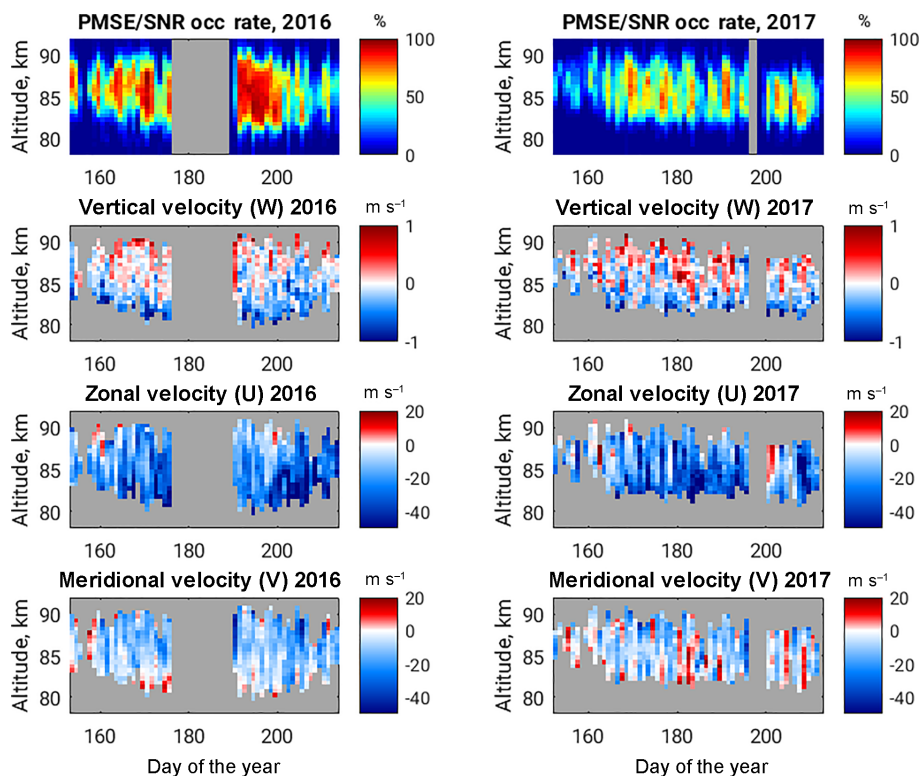 PMSE/SNR occ rate, 2016 %
Altitude, km
90
85
80
160 180 200
100
50
0
PMSE/SNR occ rate, 2017 %
Altitude, km
90
85
80
160 180 200
100
50
0
Vertical velocity (W) 2016 m s⁻¹
Altitude, km
90
85
80
160 180 200
1
0
-1
Vertical velocity (W) 2017 m s⁻¹
Altitude, km
90
85
80
160 180 200
1
0
-1
Zonal velocity (U) 2016 m s⁻¹
Altitude, km
90
85
80
160 180 200
20
0
-20
-40
Zonal velocity (U) 2017 m s⁻¹
Altitude, km
90
85
80
160 180 200
20
0
-20
-40
Meridional velocity (V) 2016 m s⁻¹
Altitude, km
90
85
80
160 180 200
20
0
-20
-40
Day of the year
Meridional velocity (V) 2017 m s⁻¹
Altitude, km
90
85
80
160 180 200
20
0
-20
-40
Day of the year